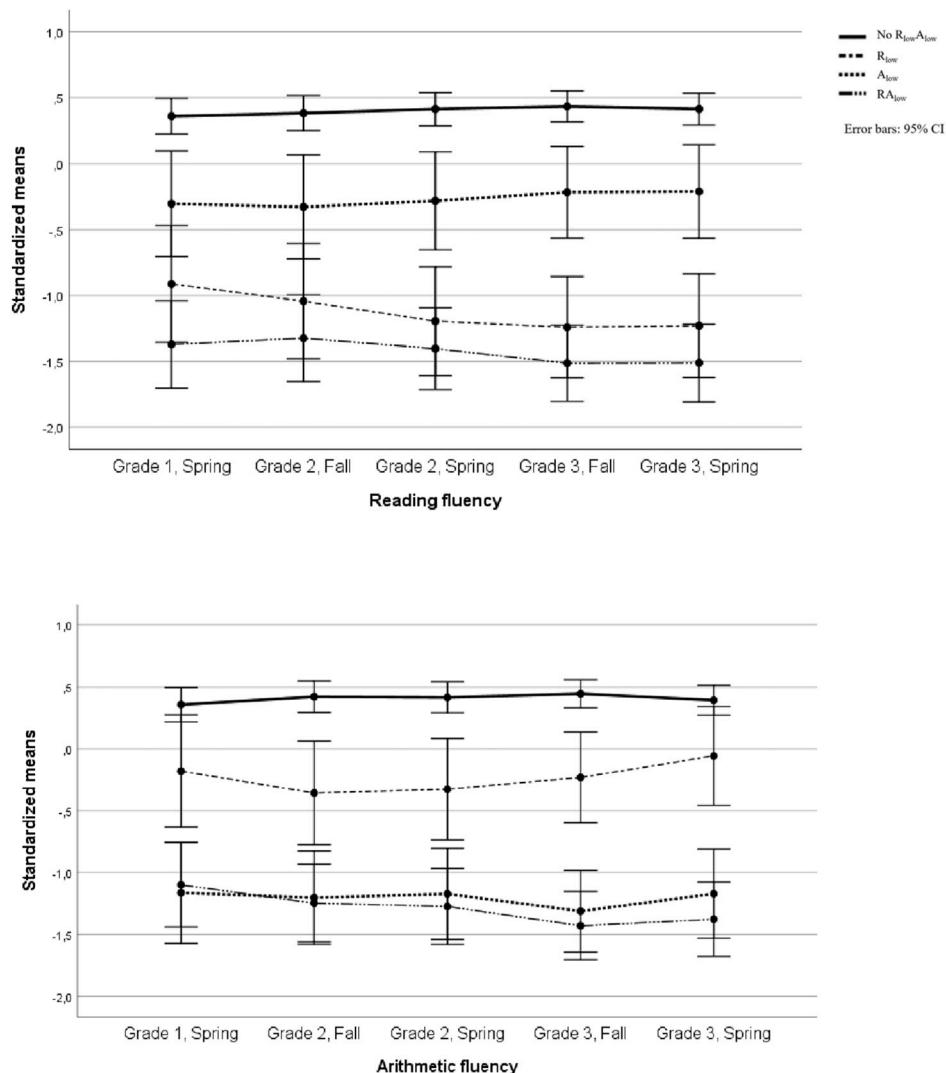 1,0
,5
,0
-,5
-1,0
-1,5
-2,0
Standardized means
Grade 1, Spring
Grade 2, Fall
Grade 2, Spring
Grade 3, Fall
Grade 3, Spring
Reading fluency
No RlowAlow
Rlow
Alow
RAlow
Error bars: 95% CI
1,0
,5
,0
-,5
-1,0
-1,5
-2,0
Standardized means
Grade 1, Spring
Grade 2, Fall
Grade 2, Spring
Grade 3, Fall
Grade 3, Spring
Arithmetic fluency